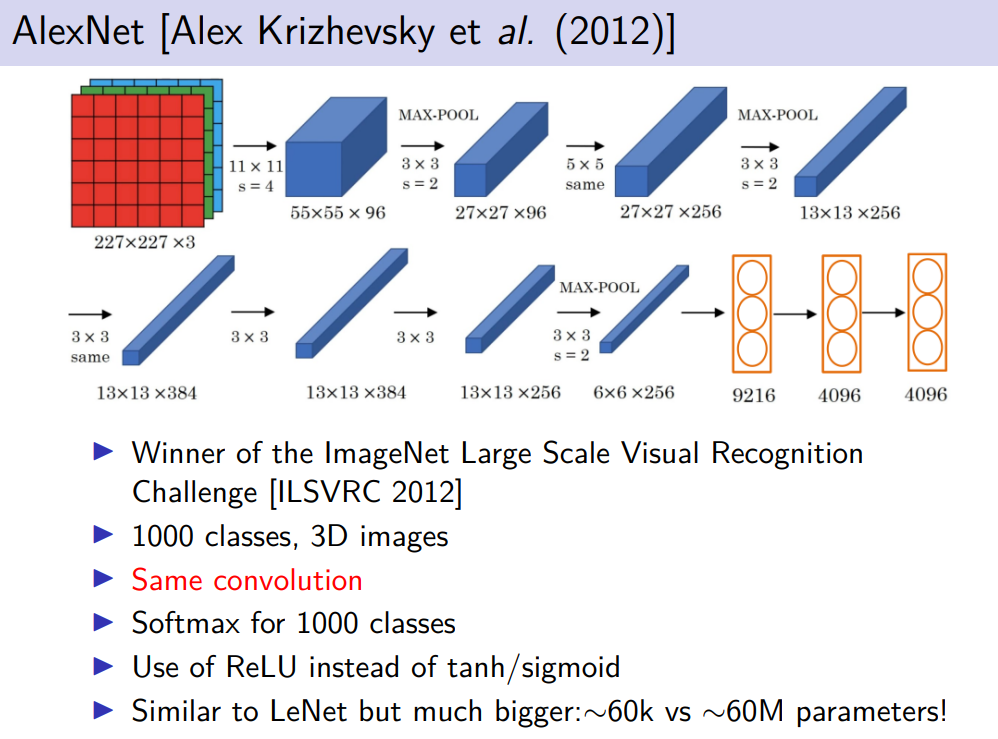 AlexNet [Alex Krizhevsky et al. (2012)]
227×227 ×3
11 × 11
s = 4
55×55 × 96
MAX-POOL
3 × 3
s = 2
27×27 ×96
5 × 5
same
27×27 ×256
MAX-POOL
3 × 3
s = 2
13×13 ×256
3 × 3
same
13×13 ×384
3 × 3
13×13 ×384
3 × 3
13×13 ×256
MAX-POOL
3 × 3
s = 2
6×6 ×256
9216
4096
4096
▶ Winner of the ImageNet Large Scale Visual Recognition
Challenge [ILSVRC 2012]
▶ 1000 classes, 3D images
▶ Same convolution
▶ Softmax for 1000 classes
▶ Use of ReLU instead of tanh/sigmoid
▶ Similar to LeNet but much bigger:∼60k vs ∼60M parameters!